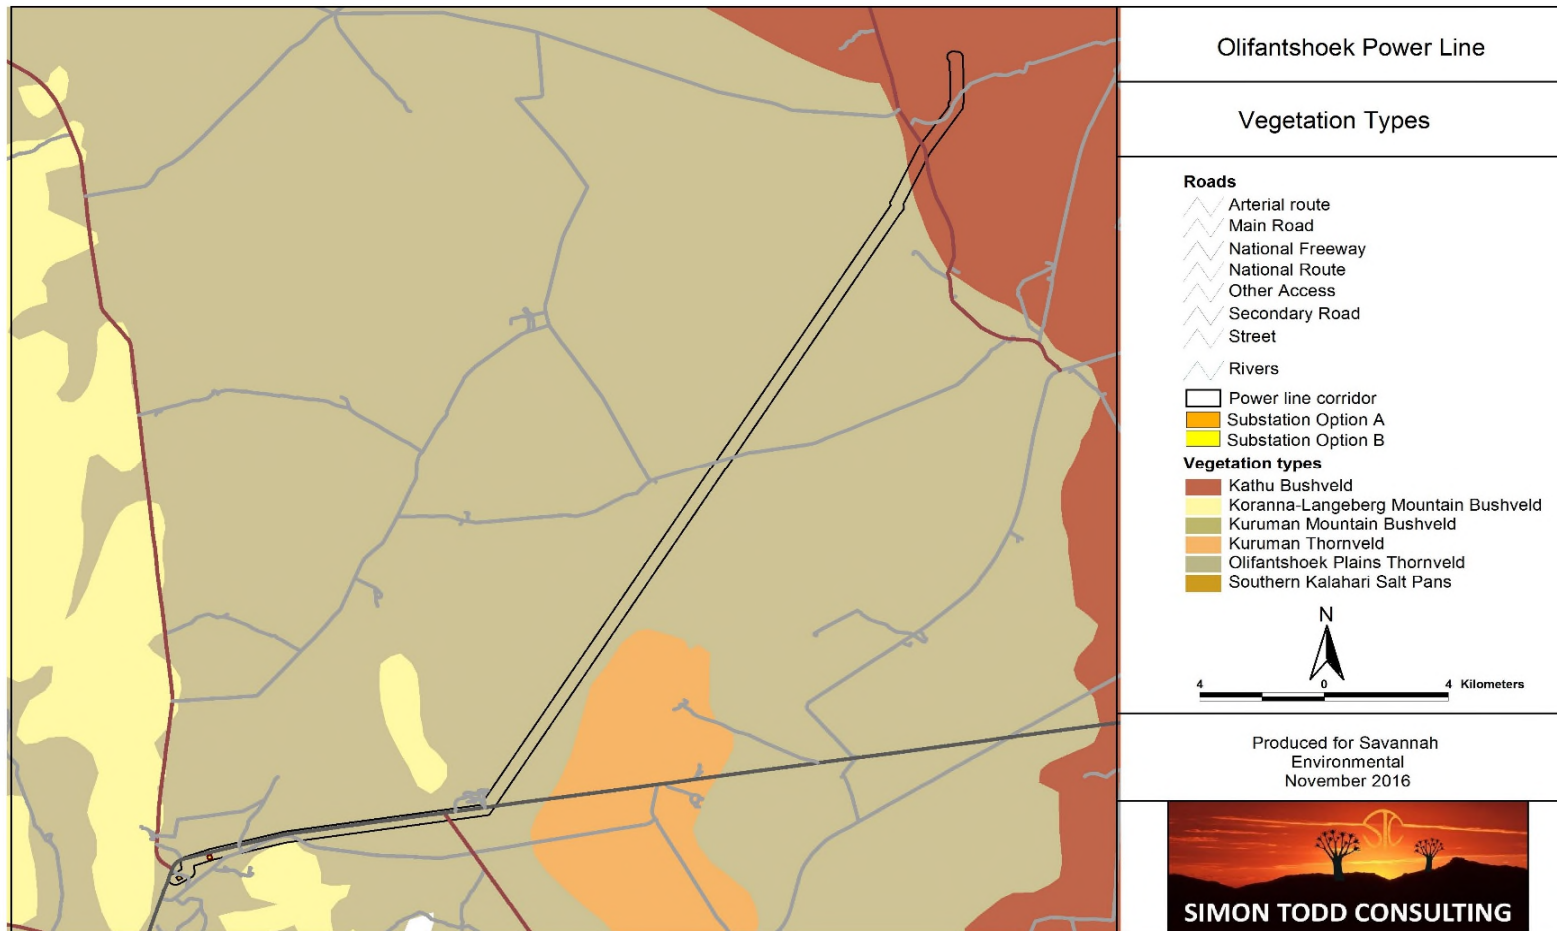 Olifantshoek Power Line
Vegetation Types
Roads
Arterial route
Main Road
National Freeway
National Route
Other Access
Secondary Road
Street
Rivers
Power line corridor
Substation Option A
Substation Option B
Vegetation types
Kathu Bushveld
Koranna-Langeberg Mountain Bushveld
Kuruman Mountain Bushveld
Kuruman Thornveld
Olifantshoek Plains Thornveld
Southern Kalahari Salt Pans
N
4 0 4 Kilometers
Produced for Savannah
Environmental
November 2016
STC
SIMON TODD CONSULTING